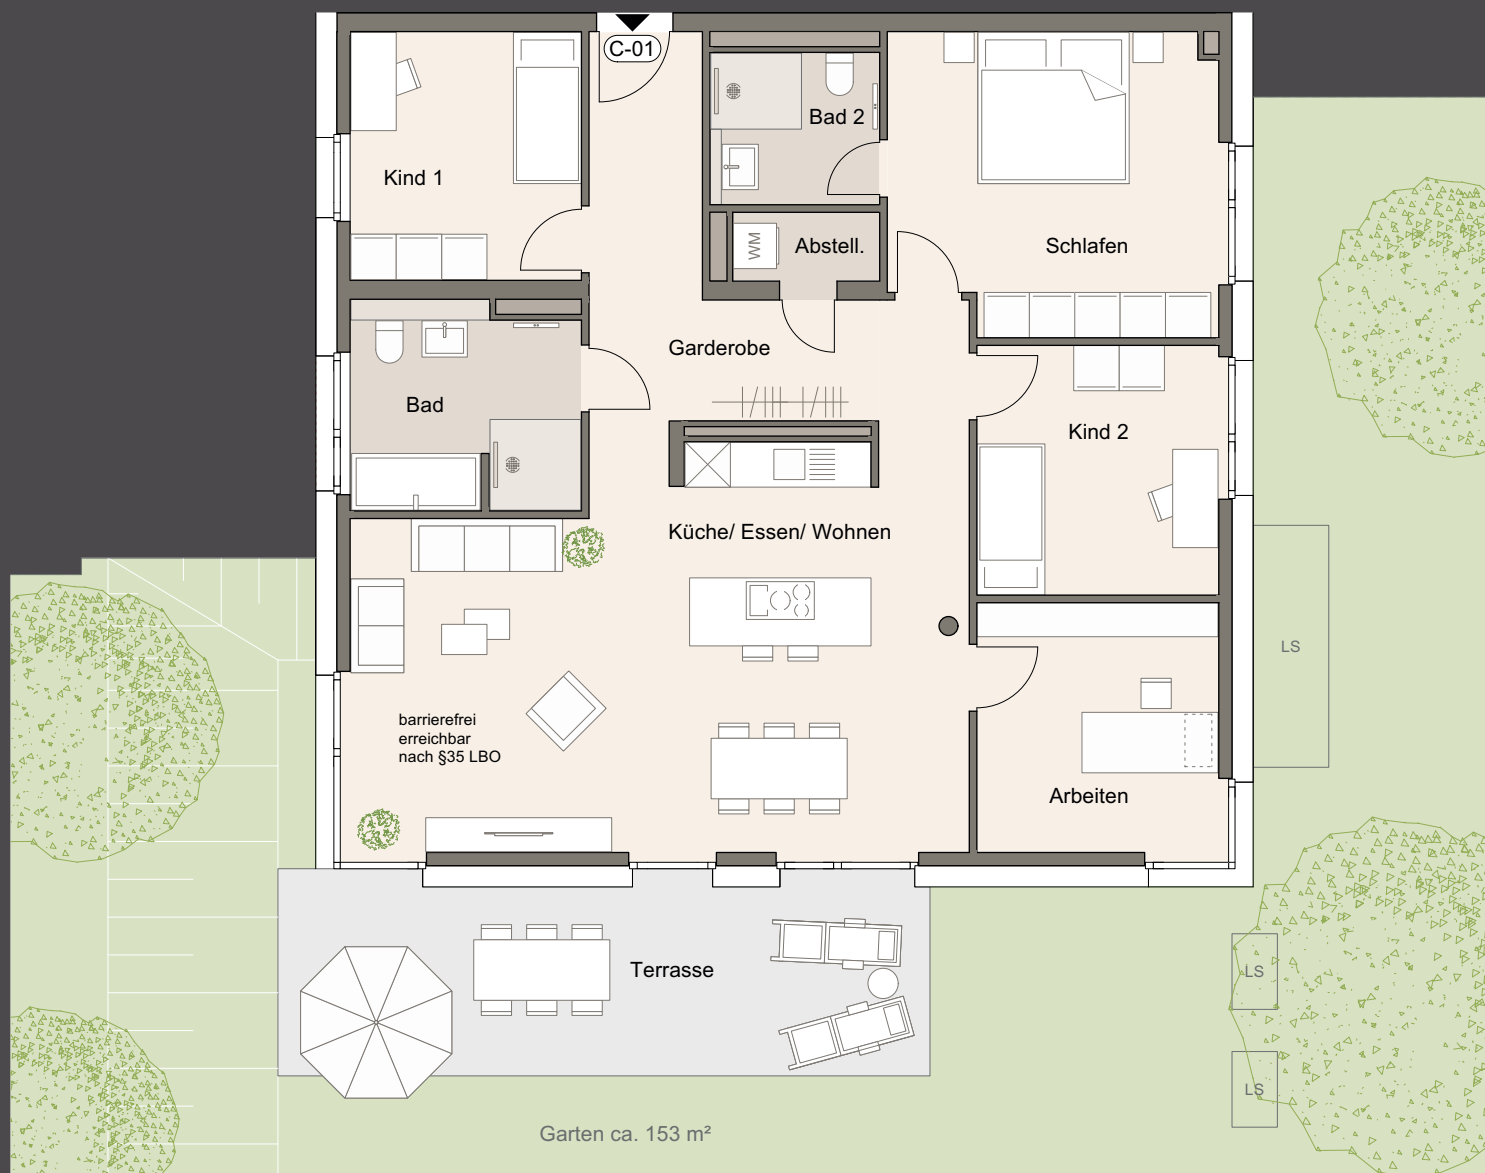 C-01
Bad 2
Kind 1
WM
Abstell.
Schlafen
Garderobe
Bad
Kind 2
Küche/ Essen/ Wohnen
LS
barrierefrei
erreichbar
nach §35 LBO
Arbeiten
Terrasse
LS
LS
Garten ca. 153 m²